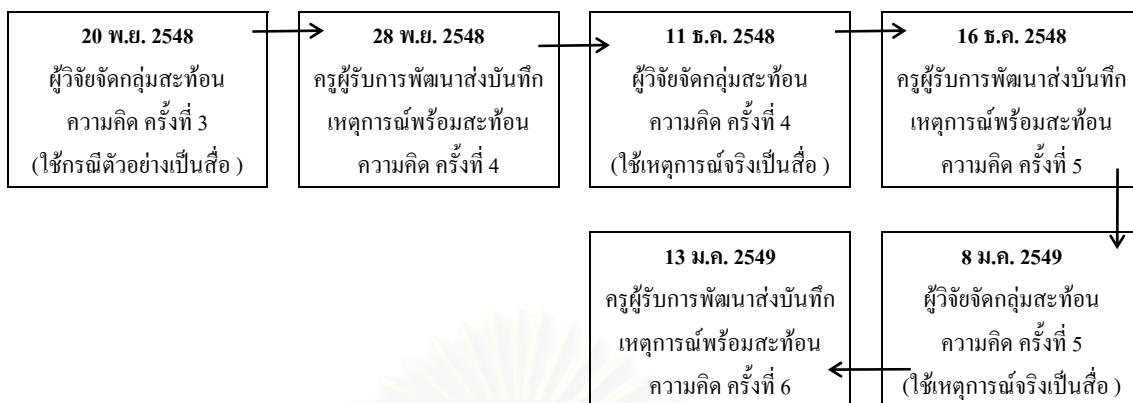 20 พ.ย. 2548
ผู้วิจัยจัดกลุ่มสะท้อน
ความคิด ครั้งที่ 3
(ใช้กรณีตัวอย่างเป็นสื่อ )
28 พ.ย. 2548
ครูผู้รับการพัฒนาส่งบันทึก
เหตุการณ์พร้อมสะท้อน
ความคิด ครั้งที่ 4
11 ธ.ค. 2548
ผู้วิจัยจัดกลุ่มสะท้อน
ความคิด ครั้งที่ 4
(ใช้เหตุการณ์จริงเป็นสื่อ )
16 ธ.ค. 2548
ครูผู้รับการพัฒนาส่งบันทึก
เหตุการณ์พร้อมสะท้อน
ความคิด ครั้งที่ 5
8 ม.ค. 2549
ผู้วิจัยจัดกลุ่มสะท้อน
ความคิด ครั้งที่ 5
(ใช้เหตุการณ์จริงเป็นสื่อ )
13 ม.ค. 2549
ครูผู้รับการพัฒนาส่งบันทึก
เหตุการณ์พร้อมสะท้อน
ความคิด ครั้งที่ 6